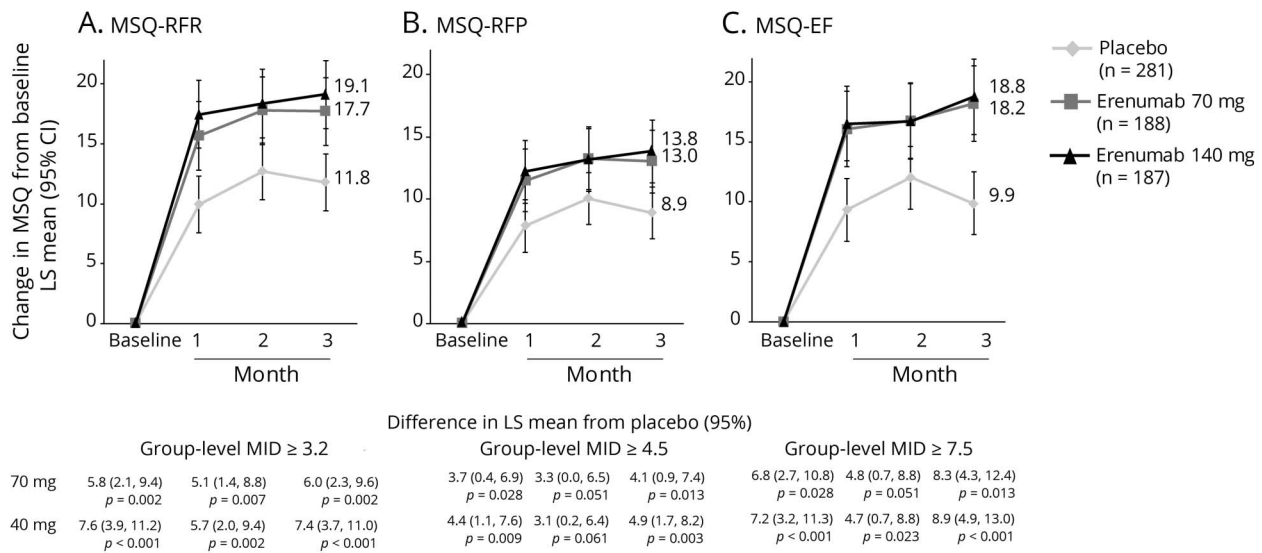 A. MSQ-RFR
B. MSQ-RFP
C. MSQ-EF
Change in MSQ from baseline
LS mean (95% CI)
20
15
10
5
0
19.1
17.7
11.8
Baseline 1 2 3
Month
20
15
10
5
0
13.8
13.0
8.9
Baseline 1 2 3
Month
20
15
10
5
0
18.8
18.2
9.9
Baseline 1 2 3
Month
Placebo
(n = 281)
Erenumab 70 mg
(n = 188)
Erenumab 140 mg
(n = 187)
Difference in LS mean from placebo (95%)
Group-level MID ≥ 3.2 Group-level MID ≥ 4.5 Group-level MID ≥ 7.5
70 mg 5.8 (2.1, 9.4) 5.1 (1.4, 8.8) 6.0 (2.3, 9.6) 3.7 (0.4, 6.9) 3.3 (0.0, 6.5) 4.1 (0.9, 7.4) 6.8 (2.7, 10.8) 4.8 (0.7, 8.8) 8.3 (4.3, 12.4)
p = 0.002 p = 0.007 p = 0.002 p = 0.028 p = 0.051 p = 0.013 p = 0.028 p = 0.051 p = 0.013
40 mg 7.6 (3.9, 11.2) 5.7 (2.0, 9.4) 7.4 (3.7, 11.0) 4.4 (1.1, 7.6) 3.1 (0.2, 6.4) 4.9 (1.7, 8.2) 7.2 (3.2, 11.3) 4.7 (0.7, 8.8) 8.9 (4.9, 13.0)
p < 0.001 p = 0.002 p < 0.001 p = 0.009 p = 0.061 p = 0.003 p < 0.001 p = 0.023 p < 0.001